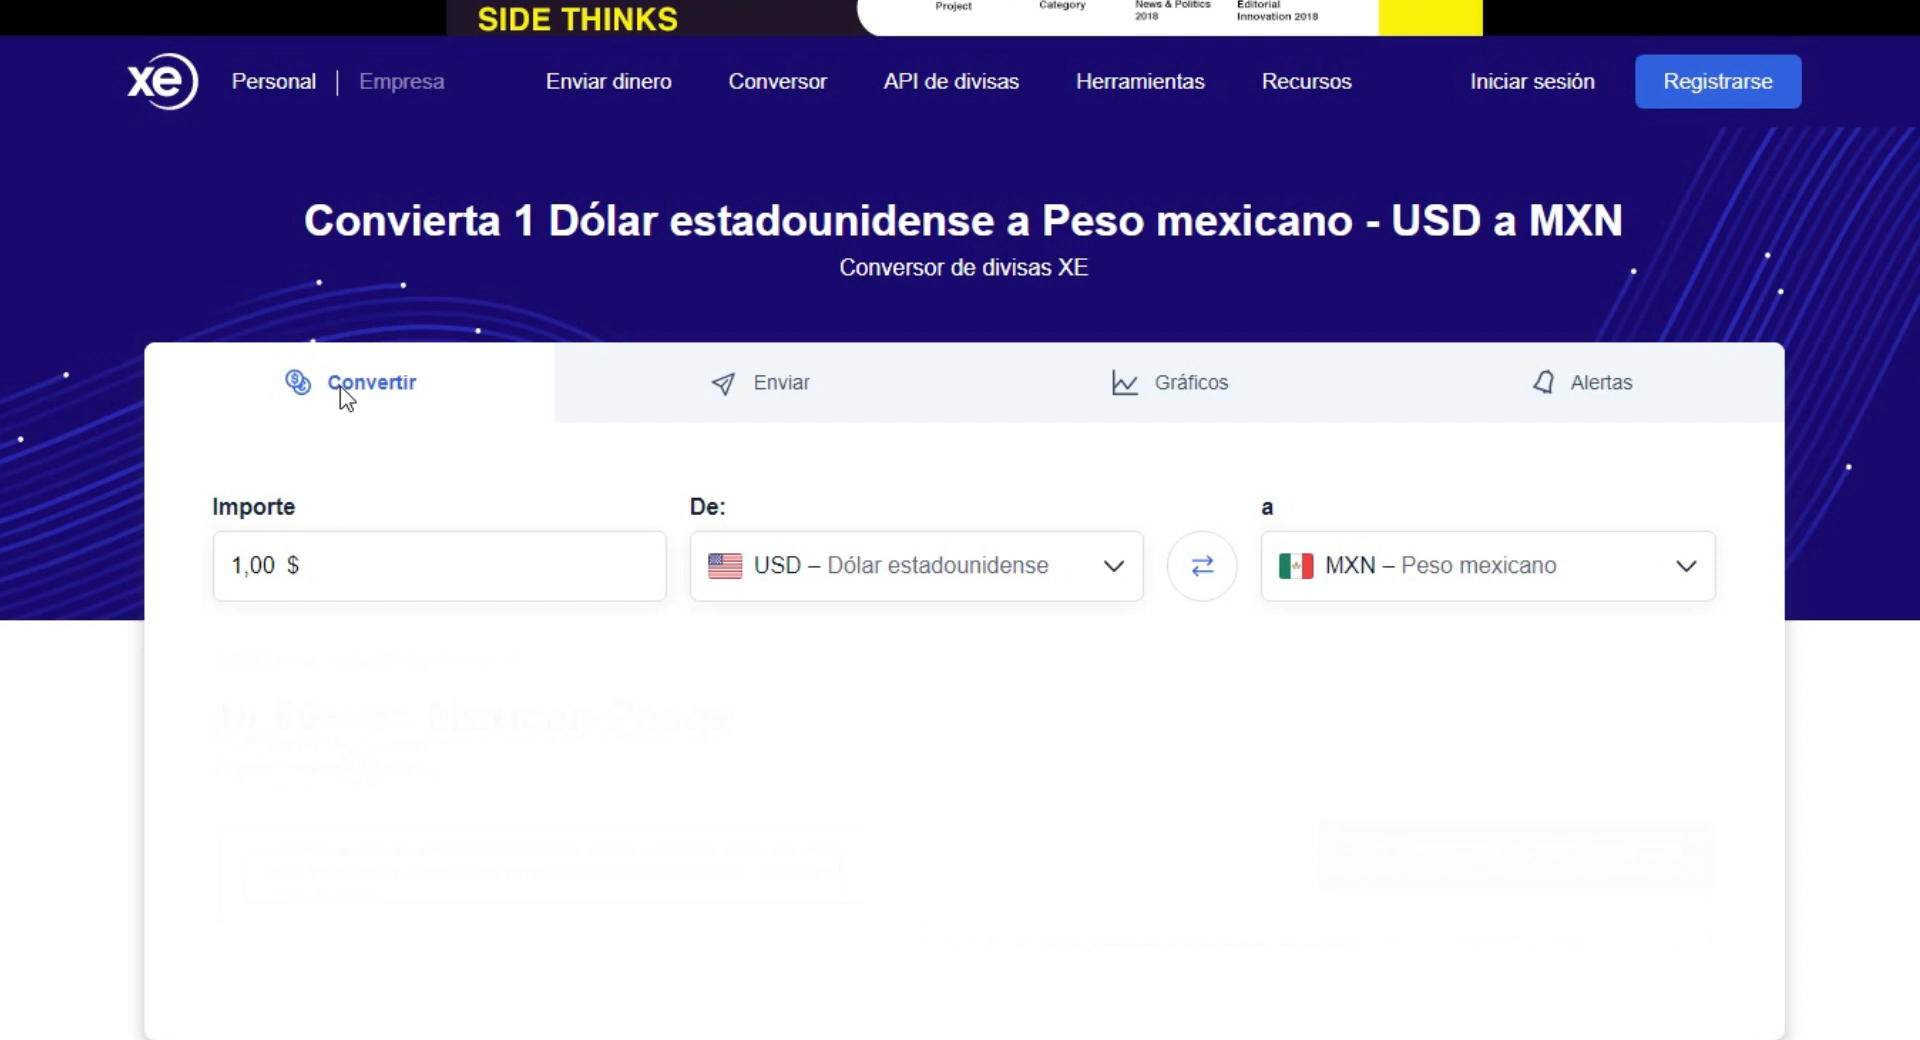 SIDE THINKS
Project
Category
News & Politics
2018
Editorial
Innovation 2018
xe
Personal | Empresa
Enviar dinero
Conversor
API de divisas
Herramientas
Recursos
Iniciar sesión
Registrarse
Convierta 1 Dólar estadounidense a Peso mexicano - USD a MXN
Conversor de divisas XE
Convertir
Enviar
Gráficos
Alertas
Importe
De:
a
1,00 $
USD – Dólar estadounidense
MXN – Peso mexicano